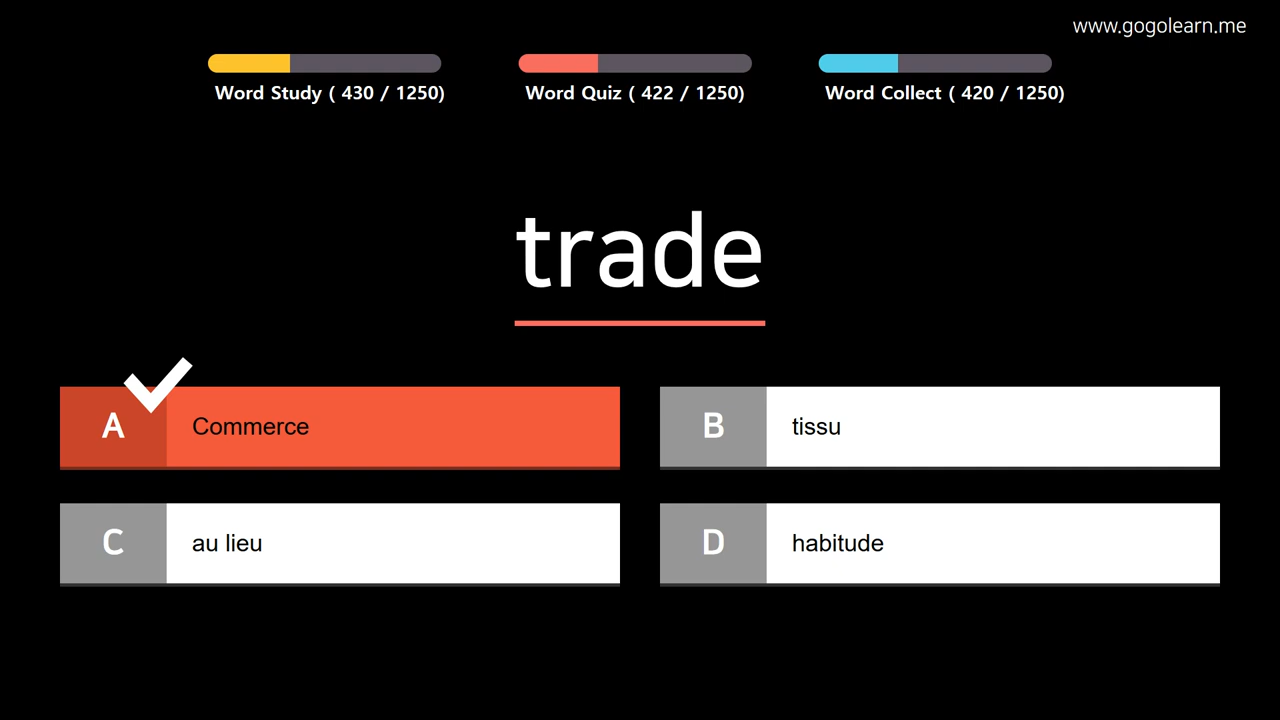 www.gogolearn.me
Word Study ( 430 / 1250)
Word Quiz ( 422 / 1250)
Word Collect ( 420 / 1250)
trade
A Commerce
B tissu
C au lieu
D habitude